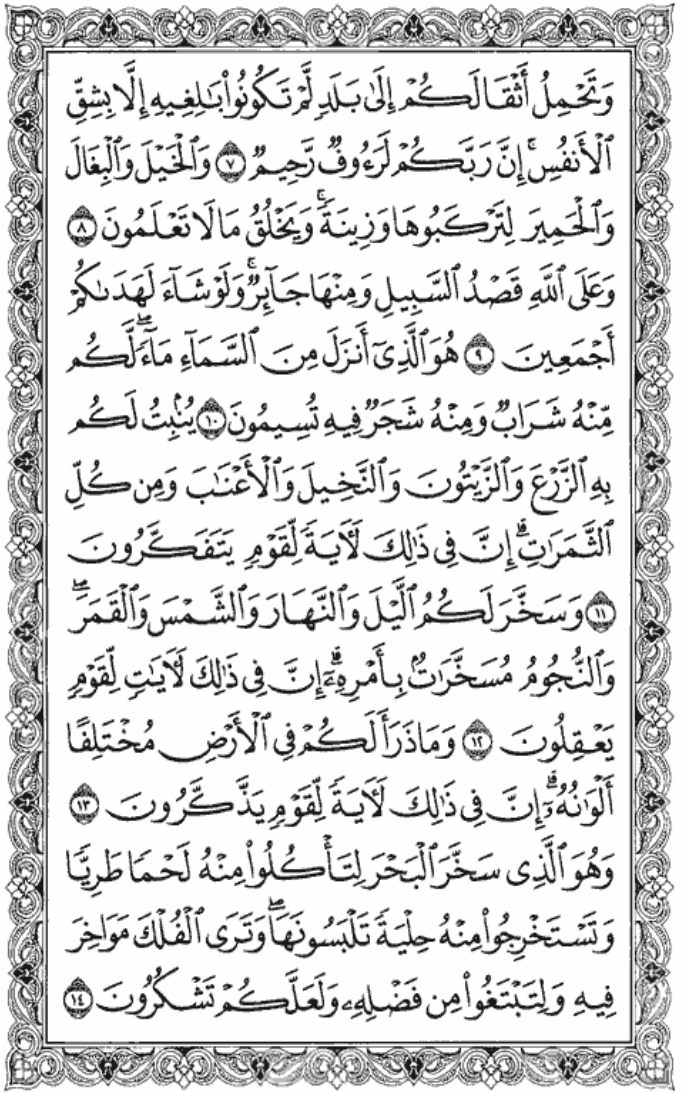 وَتَحْمِلُ أَثْقَالَكُمْ إِلَىٰ بَلَدٍ لَّمْ تَكُونُوا۟ بَٰلِغِيهِ إِلَّا بِشِقِّ
ٱلْأَنفُسِ ۚ إِنَّ رَبَّكُمْ لَرَءُوفٌ رَّحِيمٌ ٧ وَٱلْخَيْلَ وَٱلْبِغَالَ
وَٱلْحَمِيرَ لِتَرْكَبُوهَا وَزِينَةً ۚ وَيَخْلُقُ مَا لَا تَعْلَمُونَ ٨
وَعَلَى ٱللَّهِ قَصْدُ ٱلسَّبِيلِ وَمِنْهَا جَآئِرٌ ۚ وَلَوْ شَآءَ لَهَدَىٰكُمْ
أَجْمَعِينَ ٩ هُوَ ٱلَّذِىٓ أَنزَلَ مِنَ ٱلسَّمَآءِ مَآءً ۖ لَّكُم
مِّنْهُ شَرَابٌ وَمِنْهُ شَجَرٌ فِيهِ تُسِيمُونَ ١٠ يُنۢبِتُ لَكُم
بِهِ ٱلزَّرْعَ وَٱلزَّيْتُونَ وَٱلنَّخِيلَ وَٱلْأَعْنَٰبَ وَمِن كُلِّ
ٱلثَّمَرَٰتِ ۗ إِنَّ فِى ذَٰلِكَ لَءَايَةً لِّقَوْمٍ يَتَفَكَّرُونَ
١١ وَسَخَّرَ لَكُمُ ٱلَّيْلَ وَٱلنَّهَارَ وَٱلشَّمْسَ وَٱلْقَمَرَ ۖ
وَٱلنُّجُومُ مُسَخَّرَٰتٌۢ بِأَمْرِهِۦٓ ۗ إِنَّ فِى ذَٰلِكَ لَءَايَٰتٍ لِّقَوْمٍ
يَعْقِلُونَ ١٢ وَمَا ذَرَأَ لَكُمْ فِى ٱلْأَرْضِ مُخْتَلِفًا
أَلْوَٰنُهُۥٓ ۗ إِنَّ فِى ذَٰلِكَ لَءَايَةً لِّقَوْمٍ يَذَّكَّرُونَ ١٣
وَهُوَ ٱلَّذِى سَخَّرَ ٱلْبَحْرَ لِتَأْكُلُوا۟ مِنْهُ لَحْمًا طَرِيًّا
وَتَسْتَخْرِجُوا۟ مِنْهُ حِلْيَةً تَلْبَسُونَهَا ۖ وَتَرَى ٱلْفُلْكَ مَوَاخِرَ
فِيهِ وَلِتَبْتَغُوا۟ مِن فَضْلِهِۦ وَلَعَلَّكُمْ تَشْكُرُونَ ١٤